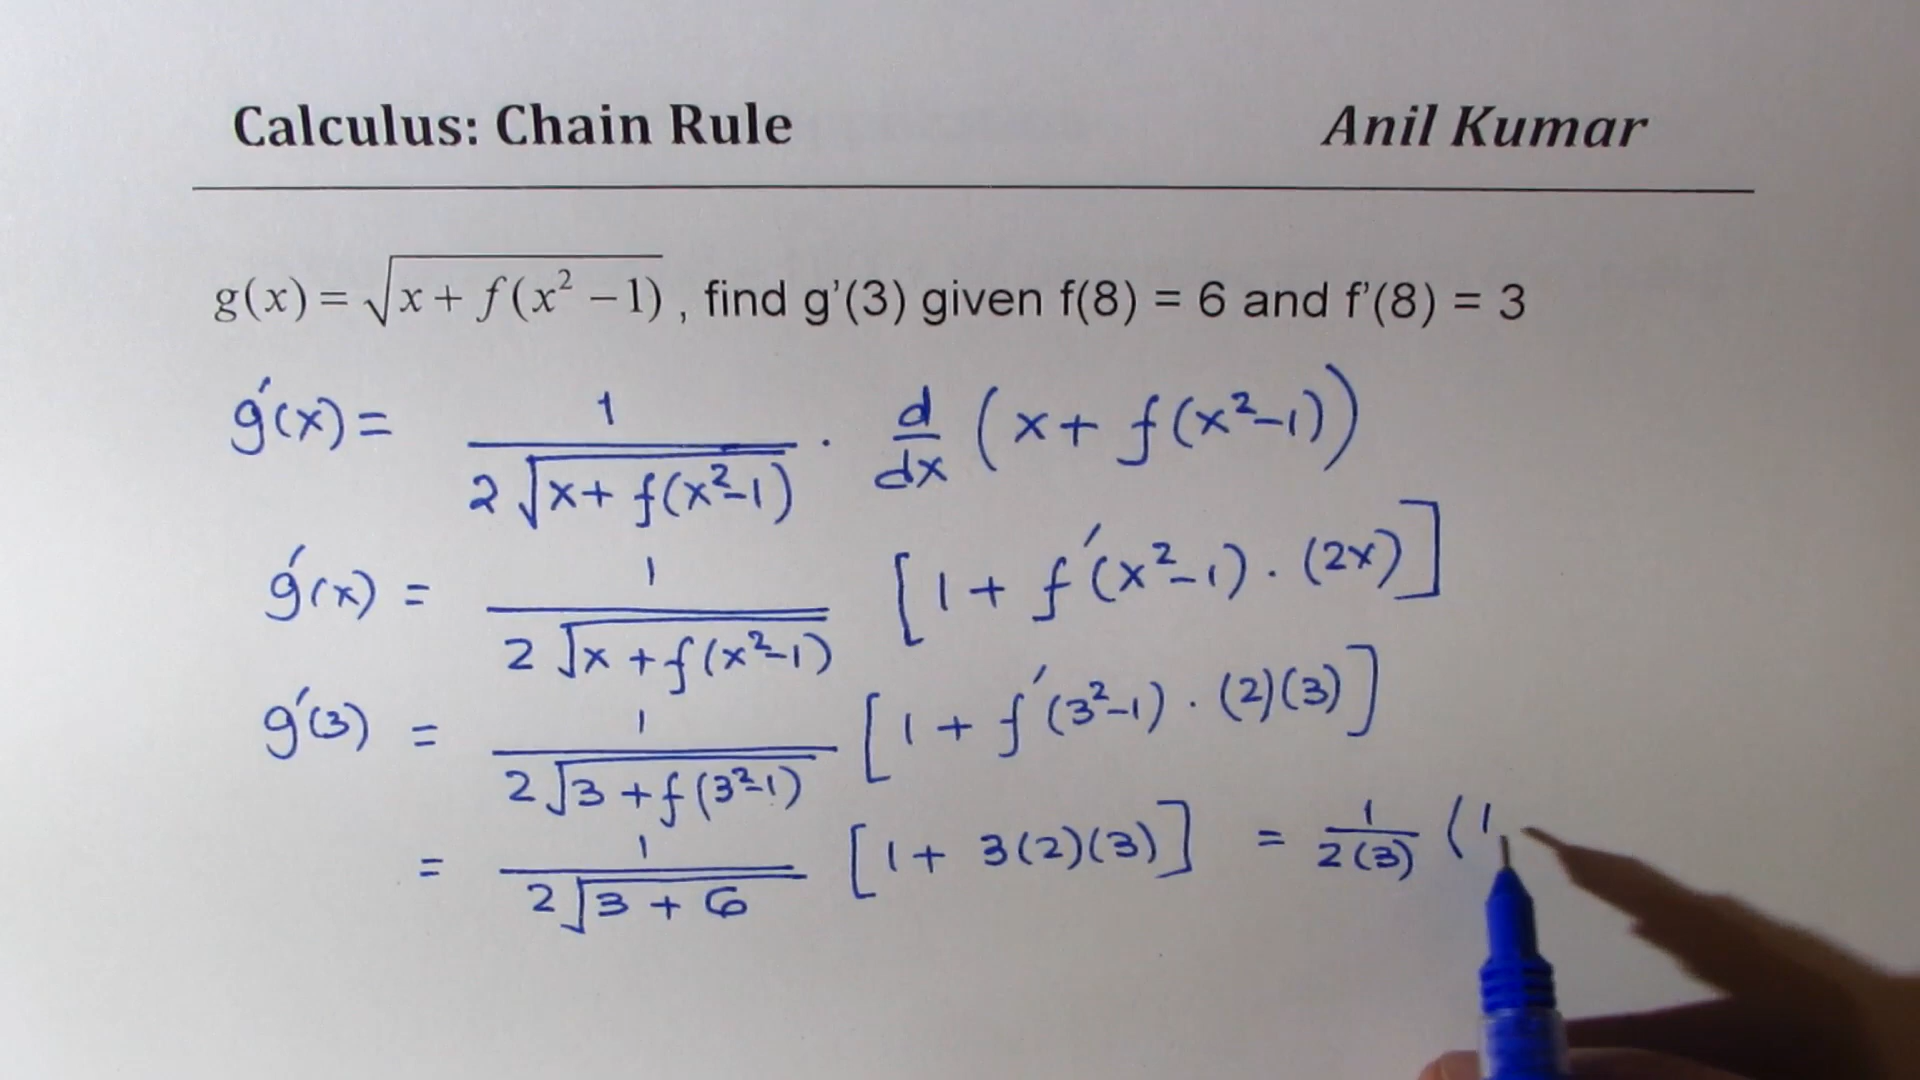 Calculus: Chain Rule Anil Kumar
g(x) = √(x + f(x² − 1)) , find g'(3) given f(8) = 6 and f'(8) = 3
g'(x) = 1 / 2√(x + f(x²−1)) · d/dx (x + f(x²−1))
g'(x) = 1 / 2√(x + f(x²−1)) [1 + f'(x²−1) · (2x)]
g'(3) = 1 / 2√(3 + f(3²−1)) [1 + f'(3²−1) · (2)(3)]
= 1 / 2√(3 + 6) [1 + 3(2)(3)] = 1 / 2(3) (1